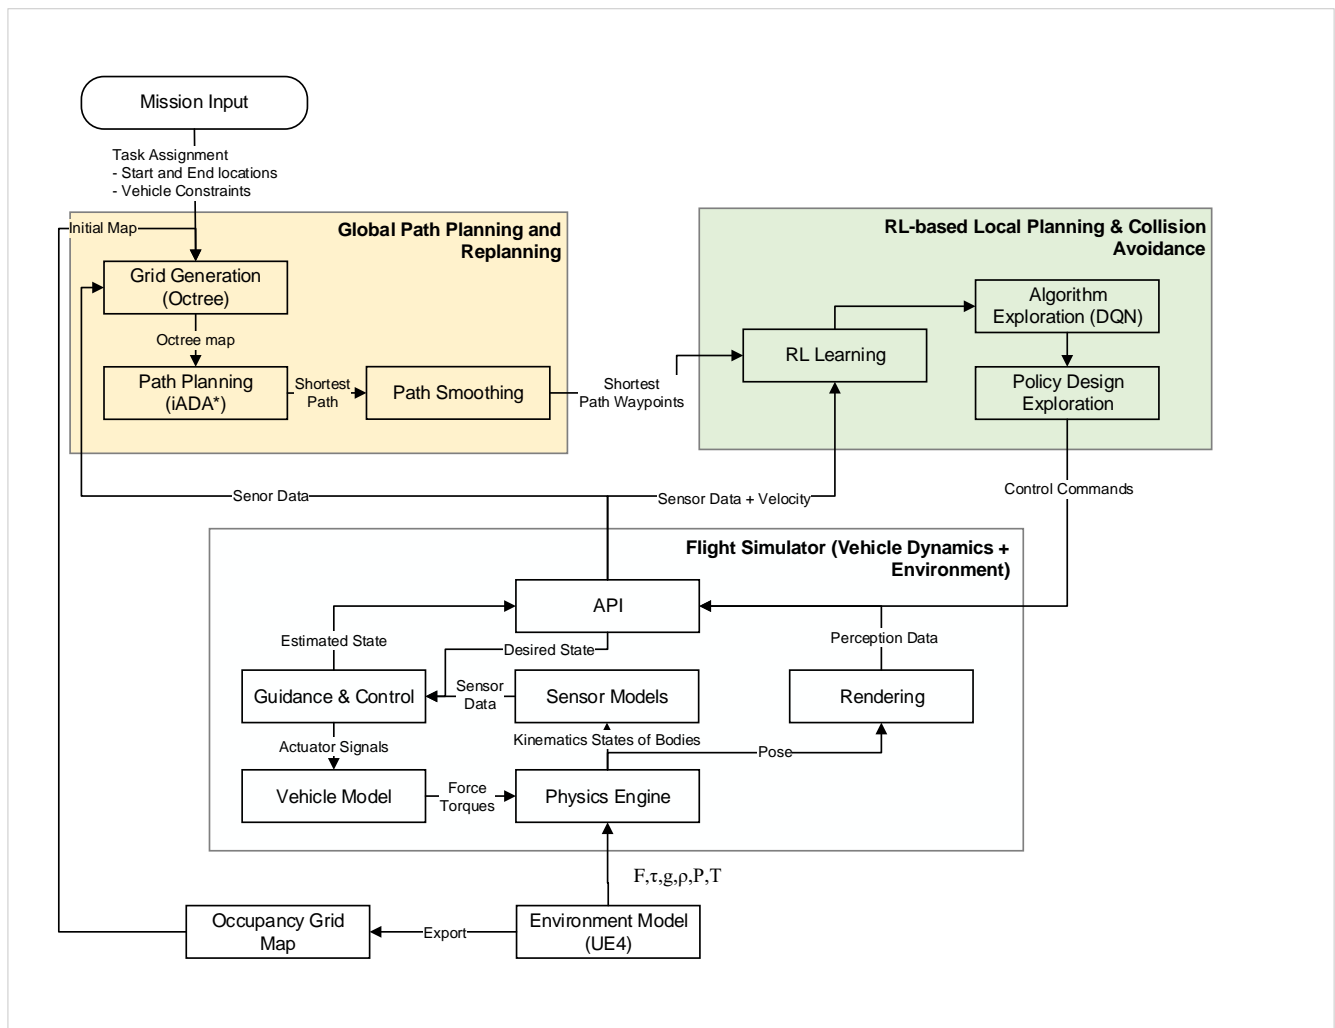 Mission Input
Task Assignment
- Start and End locations
- Vehicle Constraints
Initial Map
Global Path Planning and
Replanning
Grid Generation
(Octree)
Octree map
Path Planning
(iADA*)
Shortest
Path
Path Smoothing
Shortest
Path Waypoints
RL-based Local Planning & Collision
Avoidance
RL Learning
Algorithm
Exploration (DQN)
Policy Design
Exploration
Control Commands
Senor Data
Sensor Data + Velocity
Flight Simulator (Vehicle Dynamics +
Environment)
API
Estimated State
Desired State
Perception Data
Guidance & Control
Sensor
Data
Sensor Models
Rendering
Actuator Signals
Kinematics States of Bodies
Pose
Vehicle Model
Force
Torques
Physics Engine
F,τ,g,ρ,P,T
Occupancy Grid
Map
Export
Environment Model
(UE4)